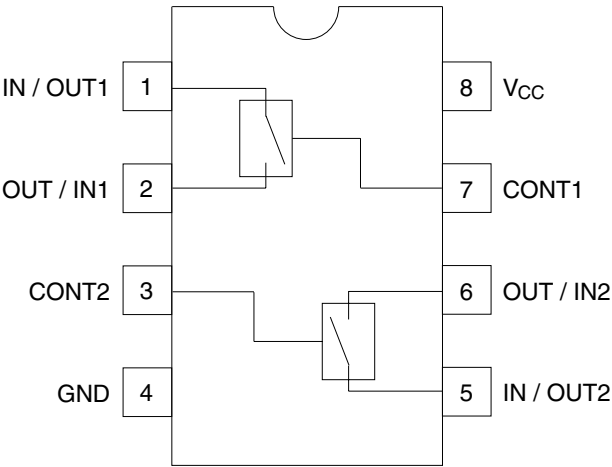 IN / OUT1 1 8 VCC
OUT / IN1 2 7 CONT1
CONT2 3 6 OUT / IN2
GND 4 5 IN / OUT2